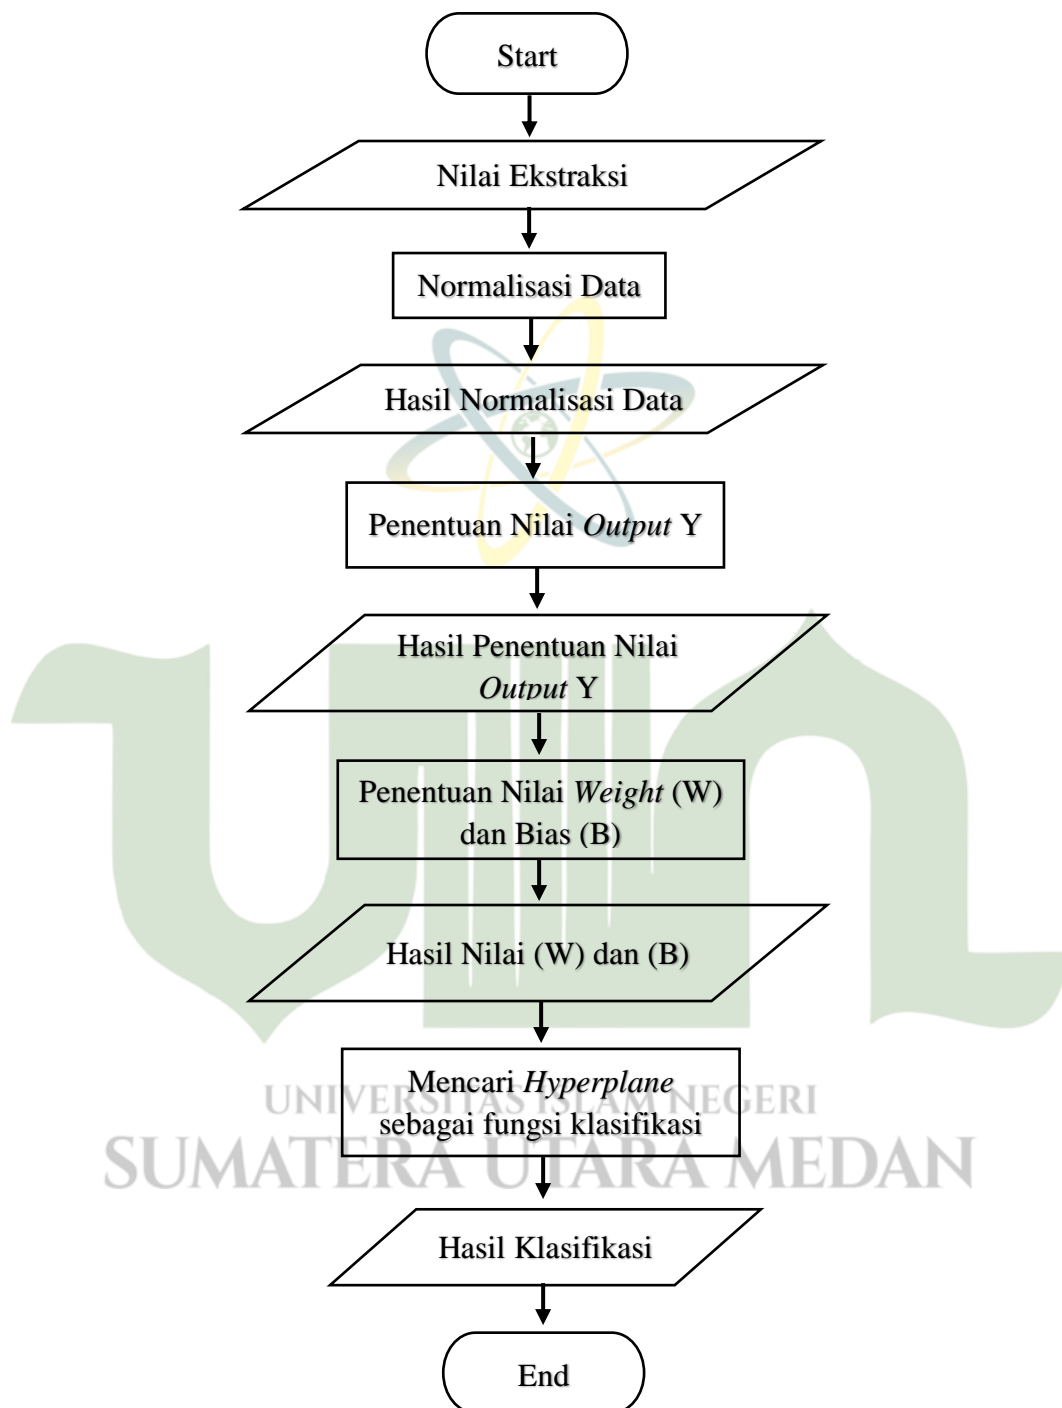 Start
Nilai Ekstraksi
Normalisasi Data
Hasil Normalisasi Data
Penentuan Nilai Output Y
Hasil Penentuan Nilai
Output Y
Penentuan Nilai Weight (W)
dan Bias (B)
Hasil Nilai (W) dan (B)
Mencari Hyperplane
sebagai fungsi klasifikasi
UNIVERSITAS ISLAM NEGERI
SUMATERA UTARA MEDAN
Hasil Klasifikasi
End